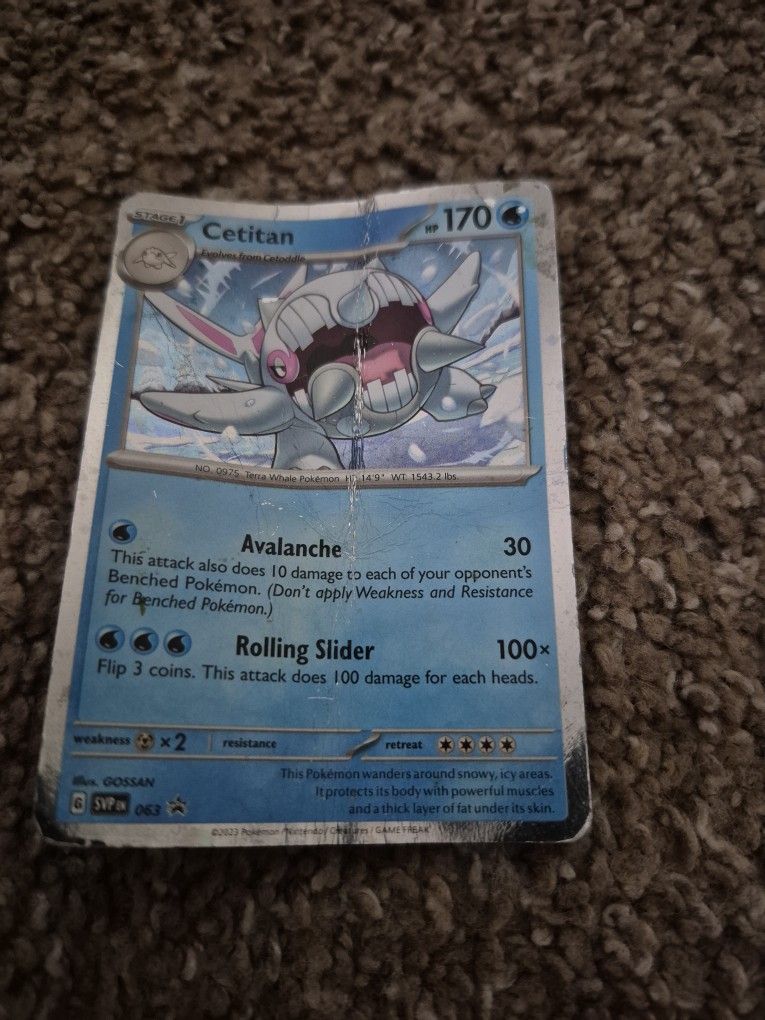 STAGE 1
Cetitan
HP 170
Evolves from Cetoddle
NO. 0975 Terra Whale Pokémon HT: 14'9" WT: 1543.2 lbs.
Avalanche 30
This attack also does 10 damage to each of your opponent's
Benched Pokémon. (Don't apply Weakness and Resistance
for Benched Pokémon.)
Rolling Slider 100×
Flip 3 coins. This attack does 100 damage for each heads.
weakness ×2 resistance retreat
Illus. GOSSAN
This Pokémon wanders around snowy, icy areas.
It protects its body with powerful muscles
and a thick layer of fat under its skin.
G SVP EN 063
©2023 Pokémon / Nintendo / Creatures / GAME FREAK